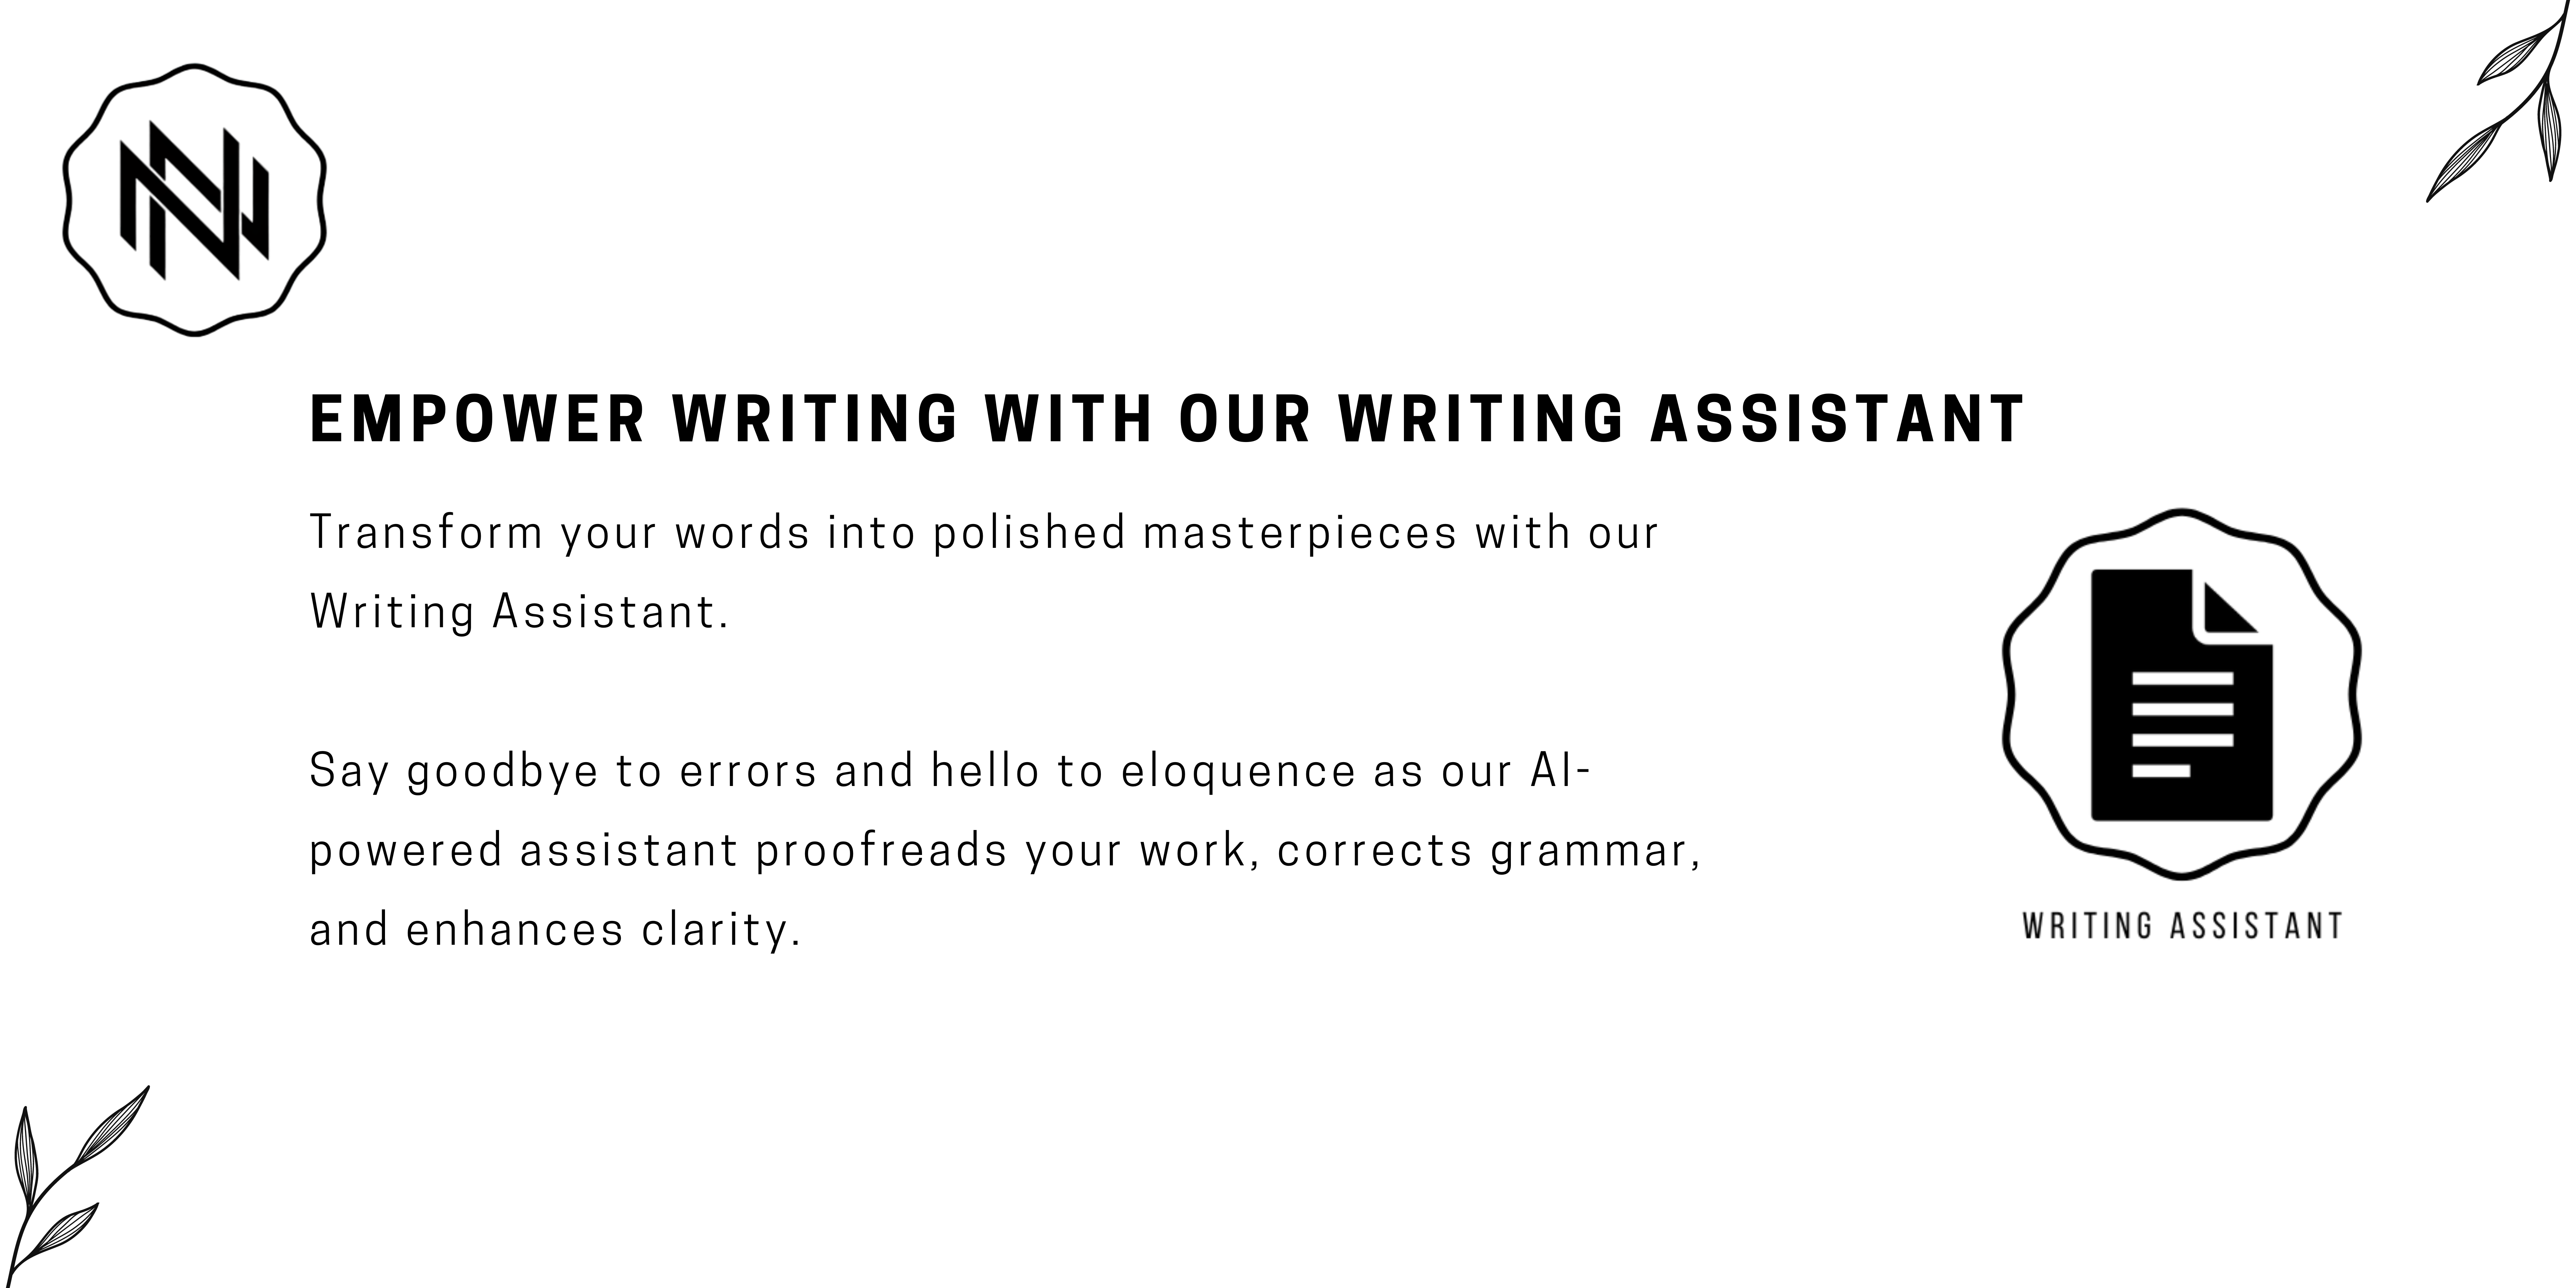 EMPOWER WRITING WITH OUR WRITING ASSISTANT
Transform your words into polished masterpieces with our
Writing Assistant.
Say goodbye to errors and hello to eloquence as our AI-
powered assistant proofreads your work, corrects grammar,
and enhances clarity.
WRITING ASSISTANT